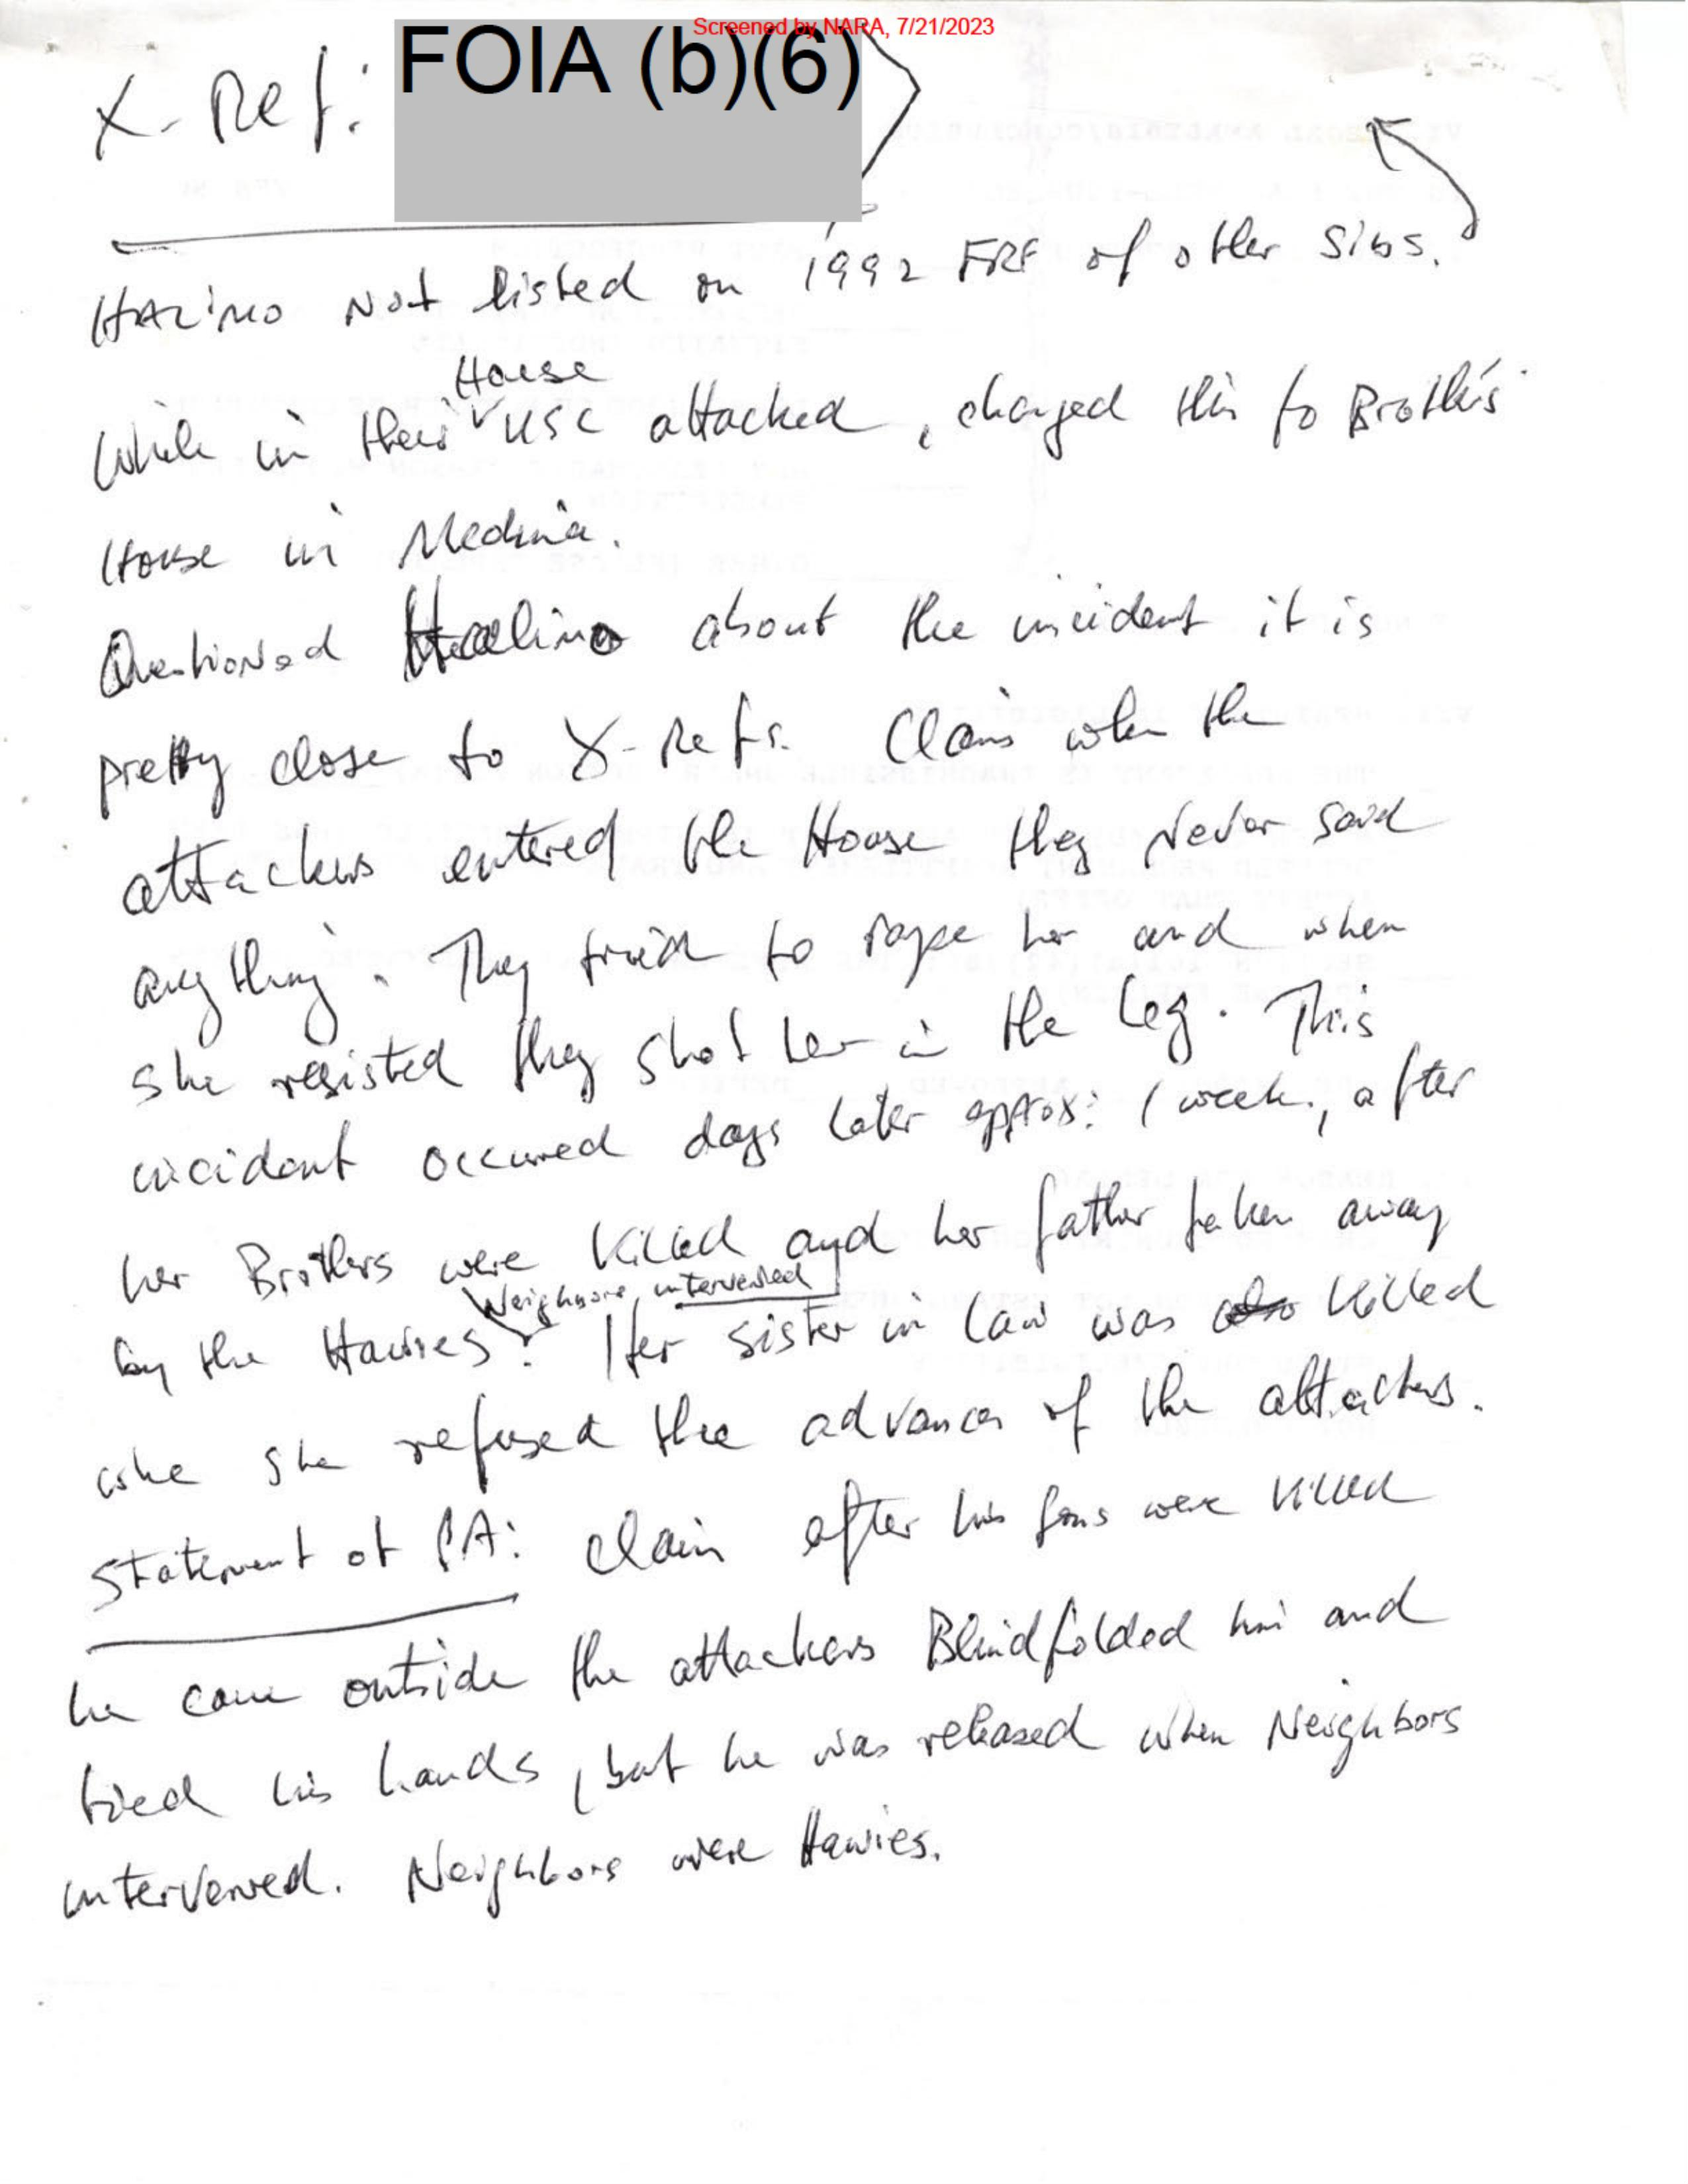 Screened by NARA, 7/21/2023
X-Ref: FOIA (b)(6)
HALIMO Not listed on 1992 FRF of other Sibs.
House
While in their USC attacked, changed this to Brother's
House in Medina.
Questioned Halimo about the incident it is
pretty close to X-Refs. Claims when the
attackers entered the House they never said
anything. They tried to rape her and when
she resisted they shot her in the leg. This
incident occured days later approx: 1 week, after
her Brothers were killed and her father taken away
Neighbors intervened
by the Hawies. Her sister in law was also killed
she refused the advances of the attackers.
Statement of PA: Claim after his sons were killed
he came outside the attackers Blindfolded him and
tied his hands, but he was released when Neighbors
intervened. Neighbors were Hawies.